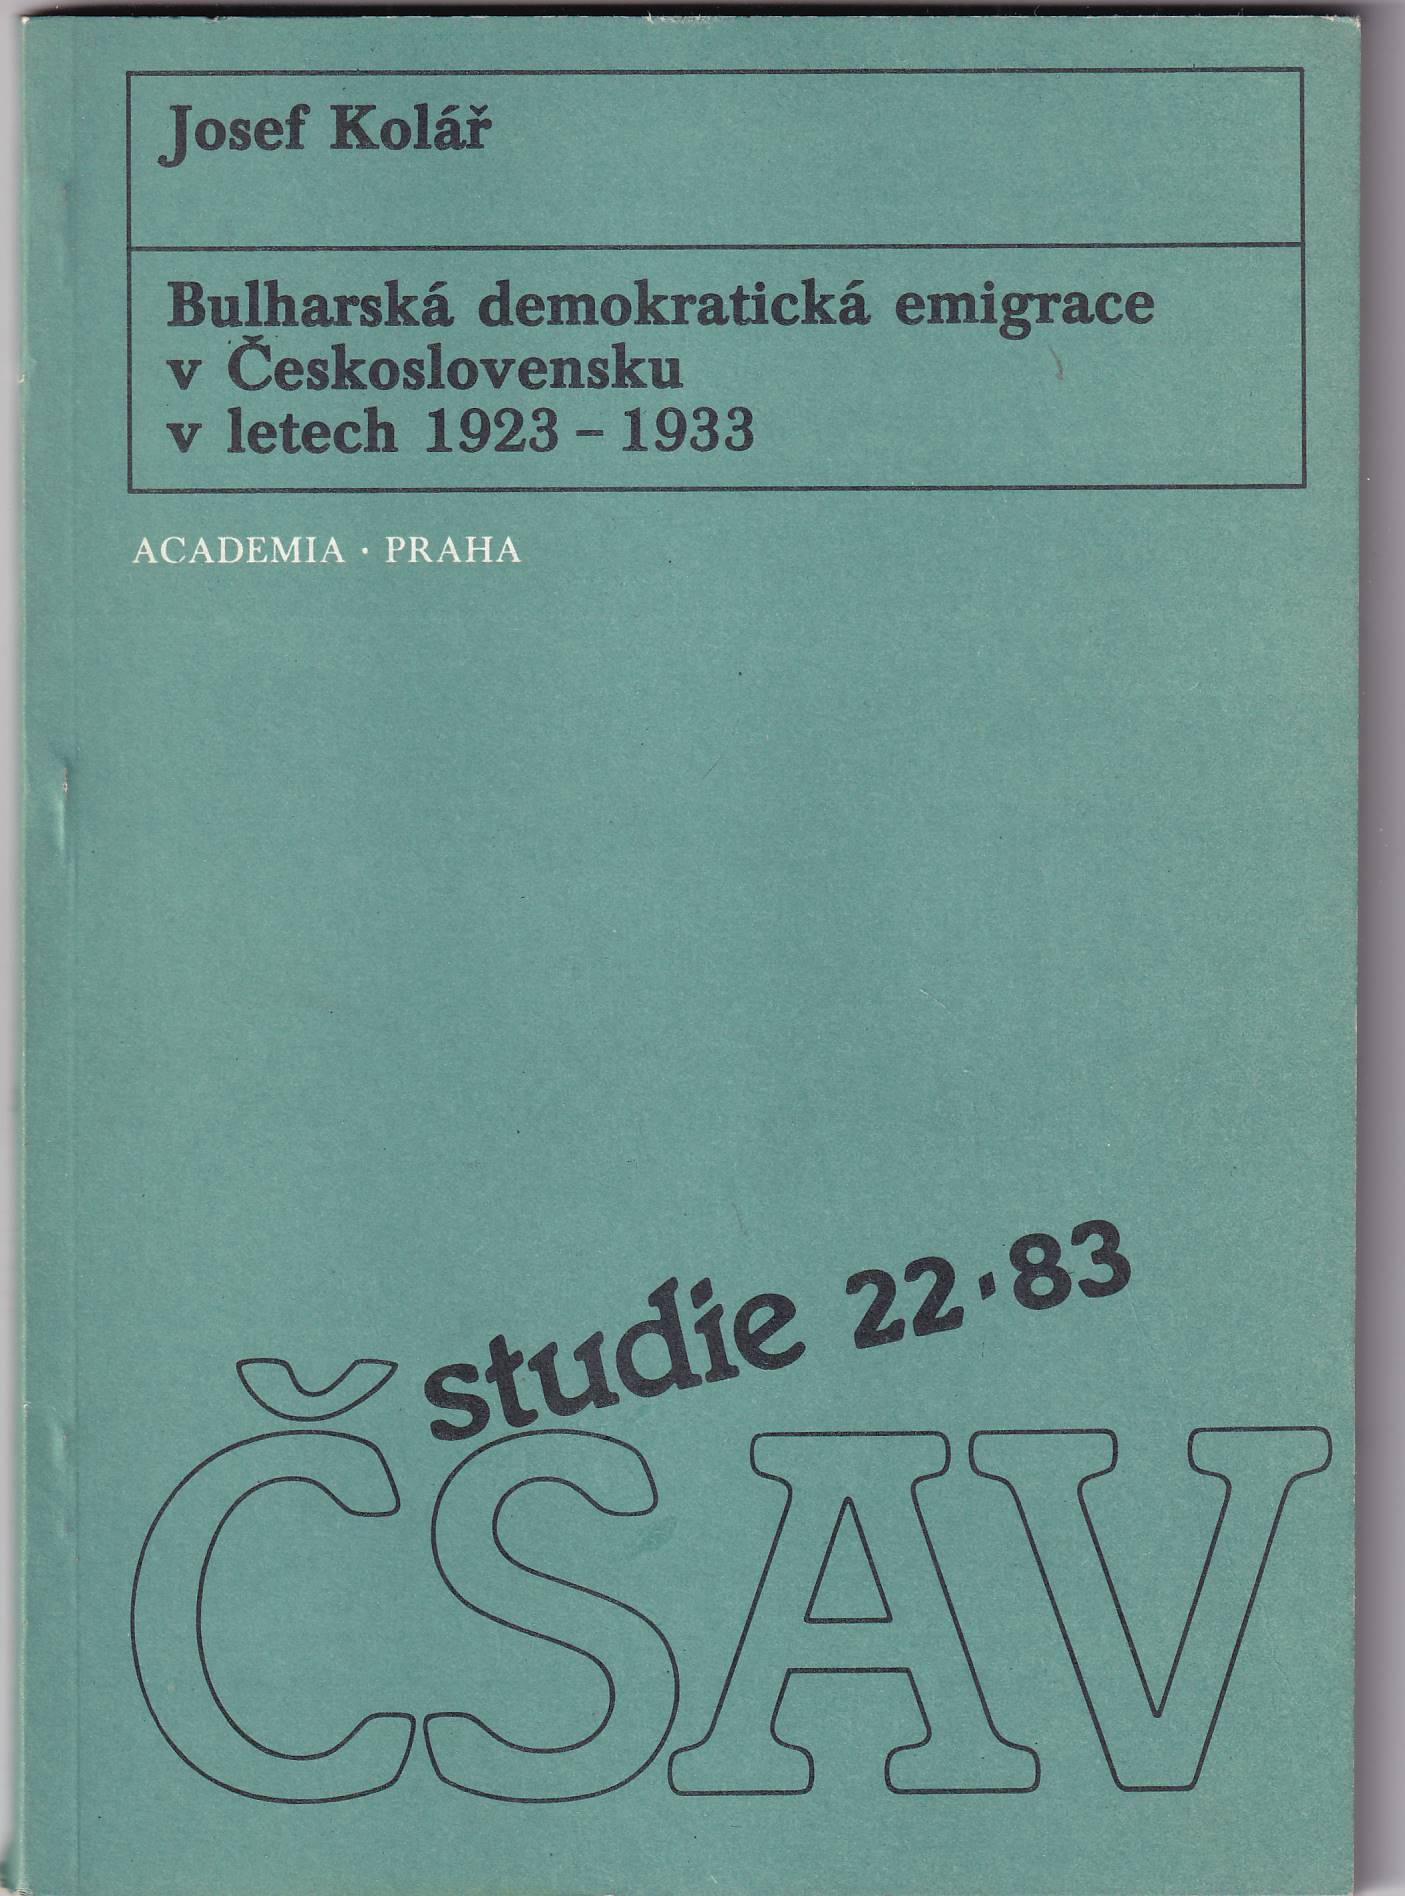 Josef Kolář
Bulharská demokratická emigrace
v Československu
v letech 1923 – 1933
ACADEMIA · PRAHA
studie 22·83
ČSAV